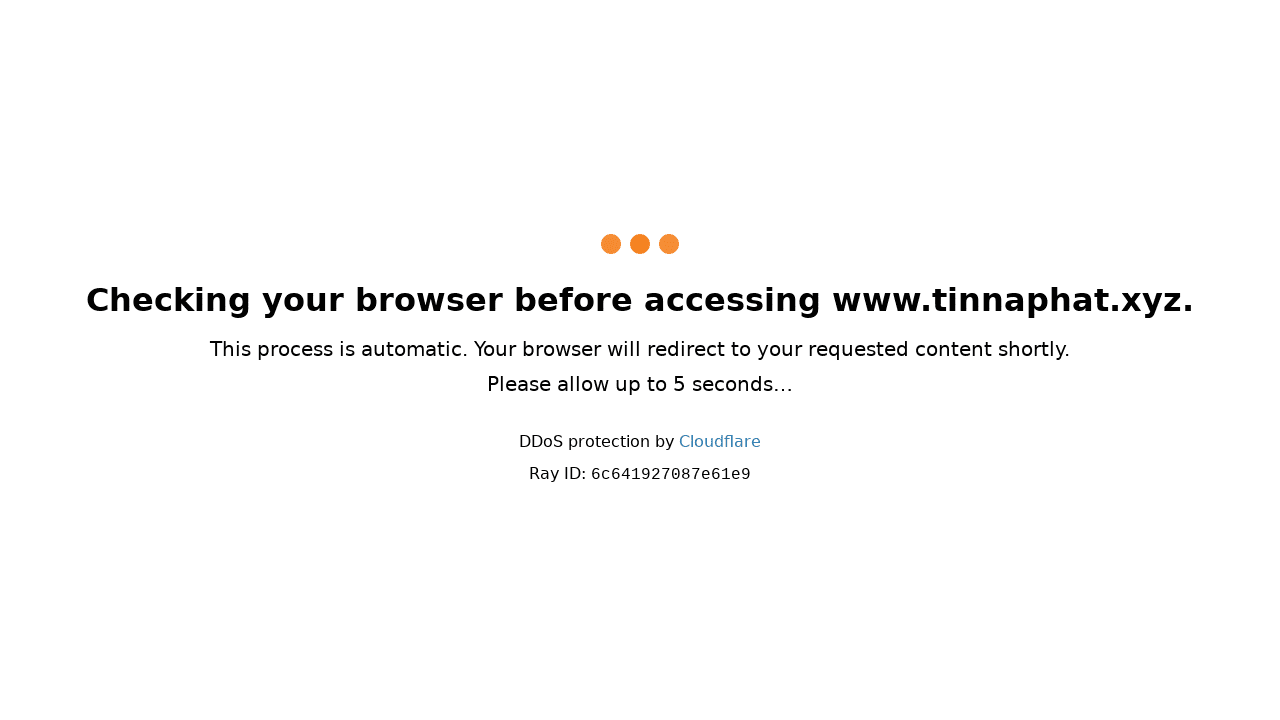 Checking your browser before accessing www.tinnaphat.xyz.
This process is automatic. Your browser will redirect to your requested content shortly.
Please allow up to 5 seconds…
DDoS protection by Cloudflare
Ray ID: 6c641927087e61e9